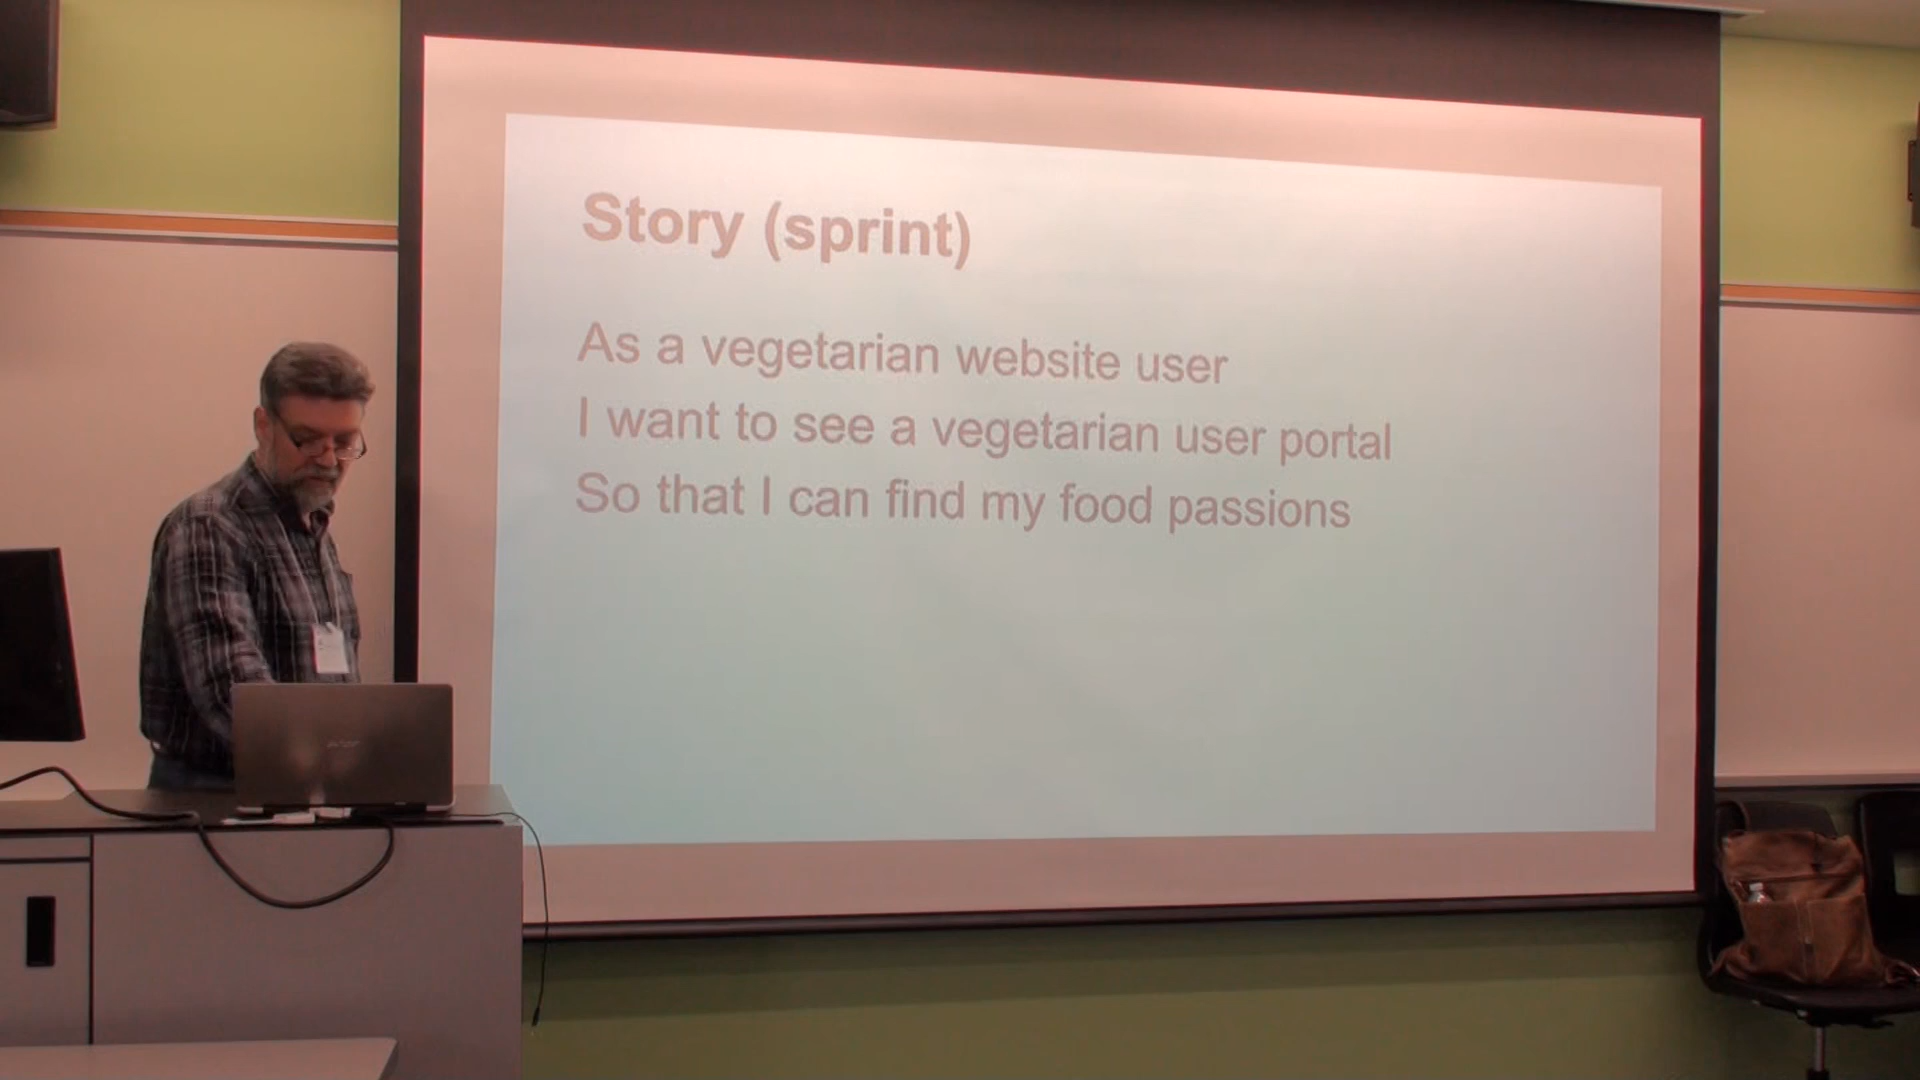 Story (sprint)
As a vegetarian website user
I want to see a vegetarian user portal
So that I can find my food passions